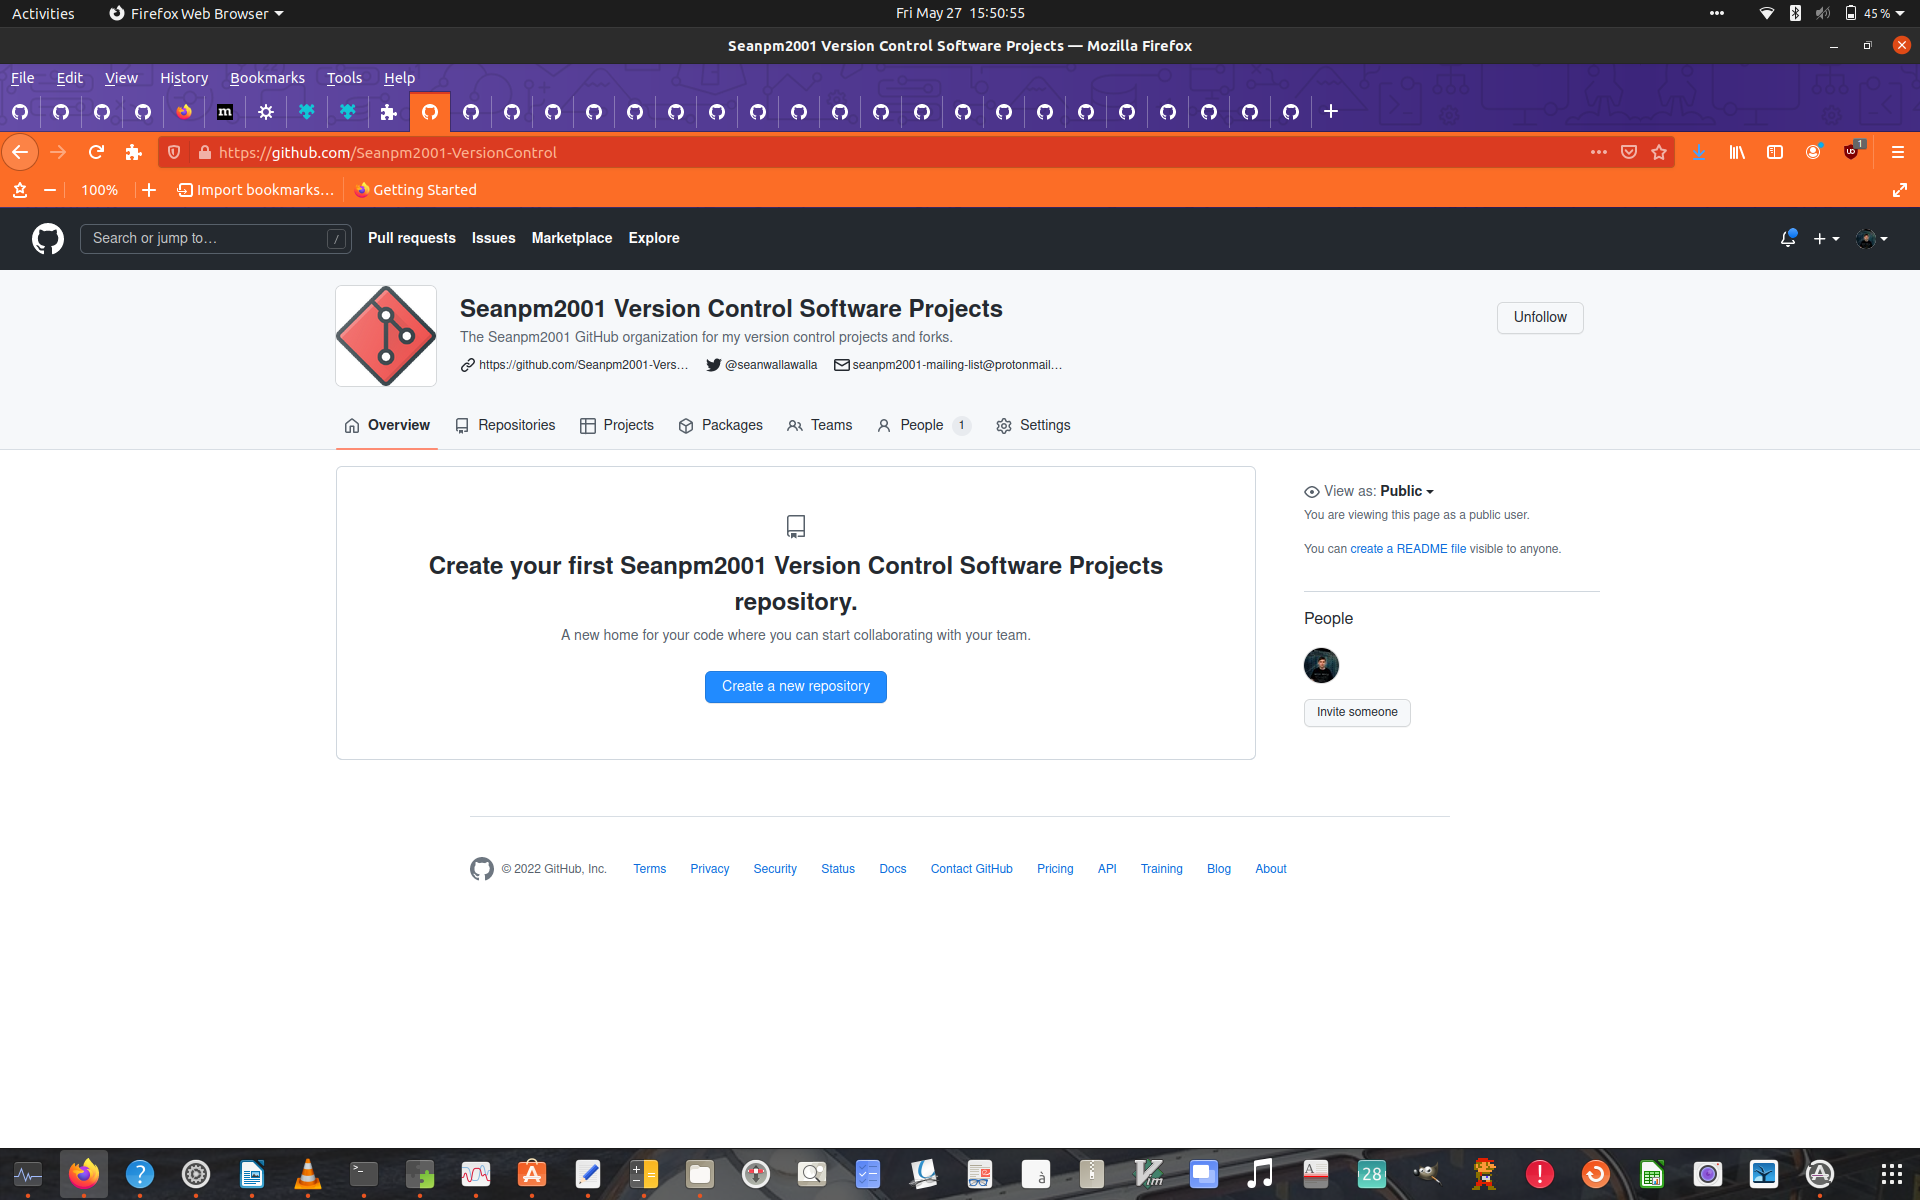 Activities Firefox Web Browser Fri May 27 15:50:55 45 %
Seanpm2001 Version Control Software Projects — Mozilla Firefox
File Edit View History Bookmarks Tools Help
m
https://github.com/Seanpm2001-VersionControl 1
100% Import bookmarks… Getting Started
Search or jump to… / Pull requests Issues Marketplace Explore
Seanpm2001 Version Control Software Projects
Unfollow
The Seanpm2001 GitHub organization for my version control projects and forks.
https://github.com/Seanpm2001-Vers… @seanwallawalla seanpm2001-mailing-list@protonmail…
Overview Repositories Projects Packages Teams People 1 Settings
View as: Public
You are viewing this page as a public user.
You can create a README file visible to anyone.
Create your first Seanpm2001 Version Control Software Projects
repository.
A new home for your code where you can start collaborating with your team.
Create a new repository
People
Invite someone
© 2022 GitHub, Inc. Terms Privacy Security Status Docs Contact GitHub Pricing API Training Blog About
? >_ à Vim A 28 !